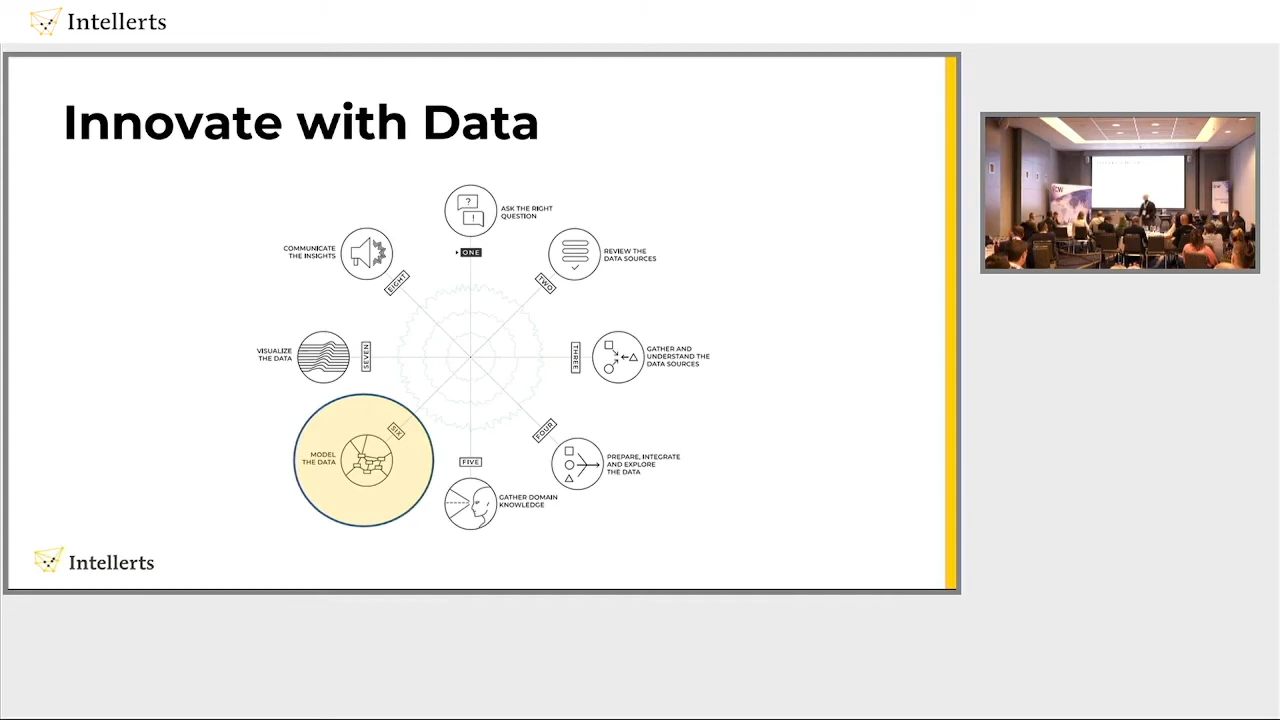 Intellerts
Innovate with Data
ASK THE RIGHT
QUESTION
ONE
REVIEW THE
DATA SOURCES
TWO
GATHER AND
UNDERSTAND THE
DATA SOURCES
THREE
PREPARE, INTEGRATE
AND EXPLORE
THE DATA
FOUR
GATHER DOMAIN
KNOWLEDGE
FIVE
MODEL
THE DATA
SIX
VISUALIZE
THE DATA
SEVEN
COMMUNICATE
THE INSIGHTS
EIGHT
Intellerts